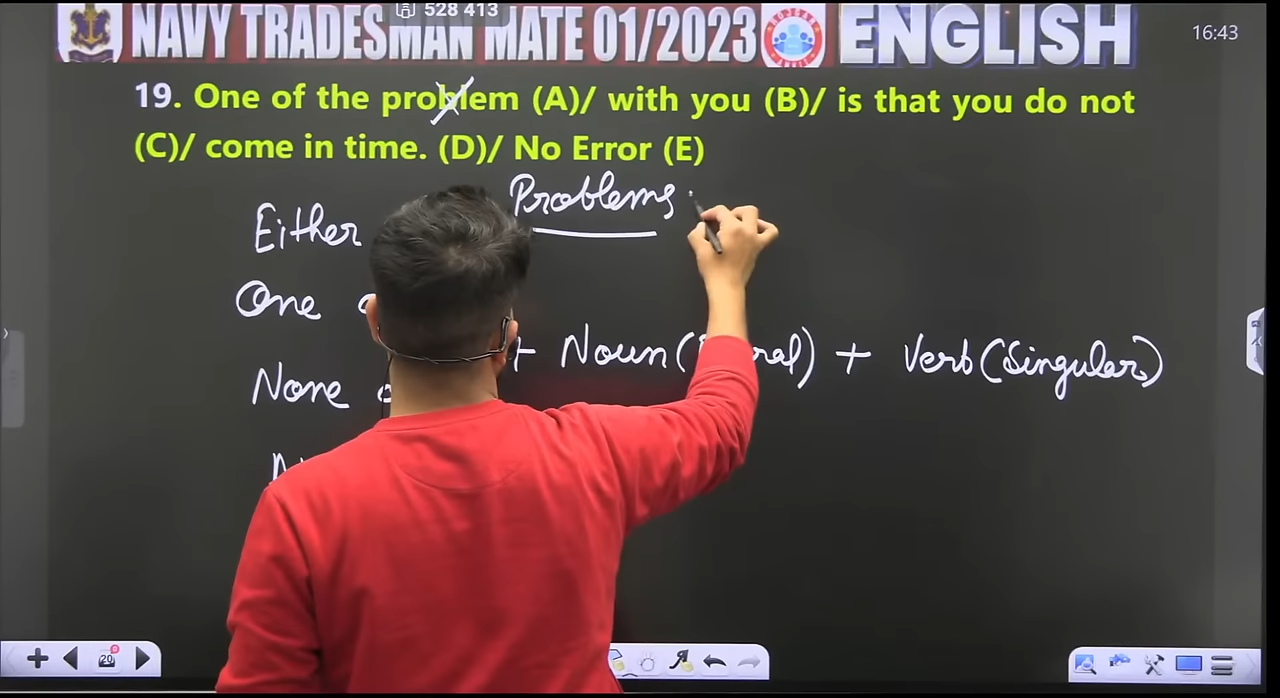 528 413
NAVY TRADESMAN MATE 01/2023 ENGLISH
16:43
19. One of the problem (A)/ with you (B)/ is that you do not
(C)/ come in time. (D)/ No Error (E)
Problems
Either
One
+ Noun ( ) + Verb (Singular)
None
20